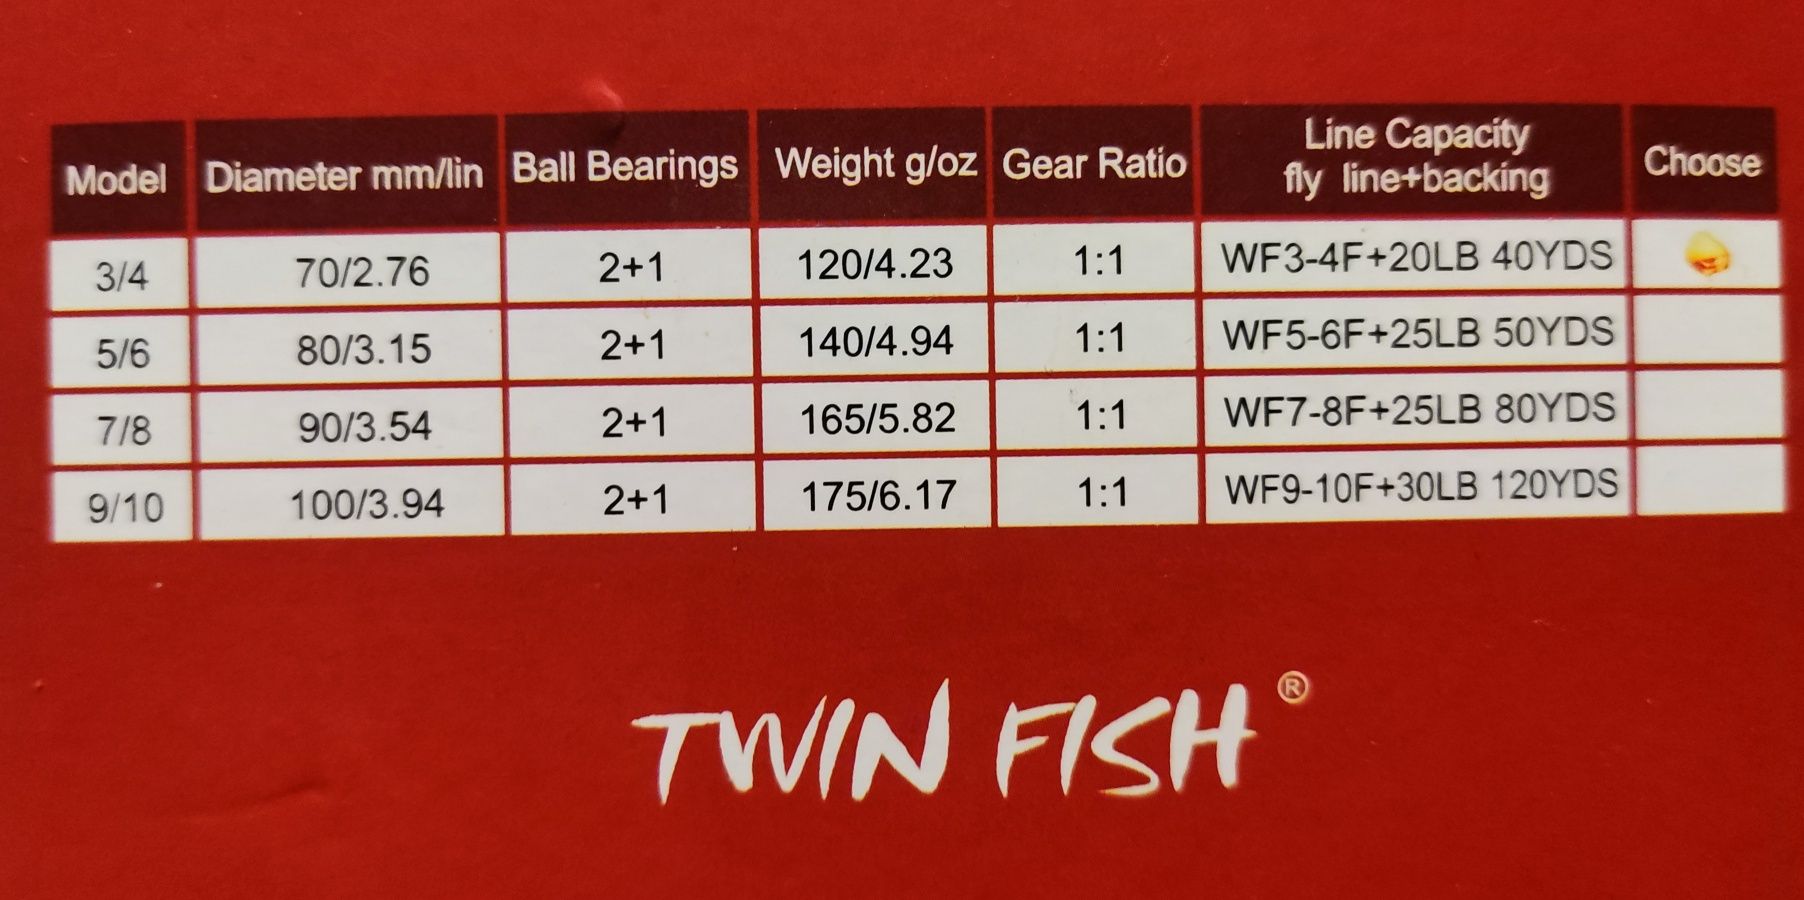 Model Diameter mm/lin Ball Bearings Weight g/oz Gear Ratio Line Capacity fly line+backing Choose
3/4 70/2.76 2+1 120/4.23 1:1 WF3-4F+20LB 40YDS
5/6 80/3.15 2+1 140/4.94 1:1 WF5-6F+25LB 50YDS
7/8 90/3.54 2+1 165/5.82 1:1 WF7-8F+25LB 80YDS
9/10 100/3.94 2+1 175/6.17 1:1 WF9-10F+30LB 120YDS
TWIN FISH ®